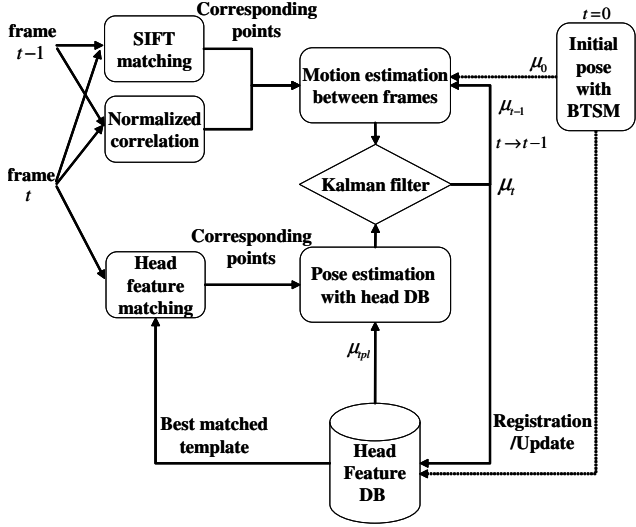 Corresponding
points
t=0
frame
t−1
SIFT
matching
Normalized
correlation
Motion estimation
between frames
μ0
Initial
pose
with
BTSM
μt−1
t→t−1
frame
t
Kalman filter
μt
Corresponding
points
Head
feature
matching
Pose estimation
with head DB
μtpl
Best matched
template
Registration
/Update
Head
Feature
DB